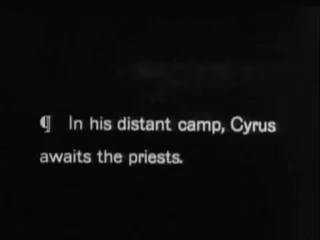 ¶ In his distant camp, Cyrus
awaits the priests.